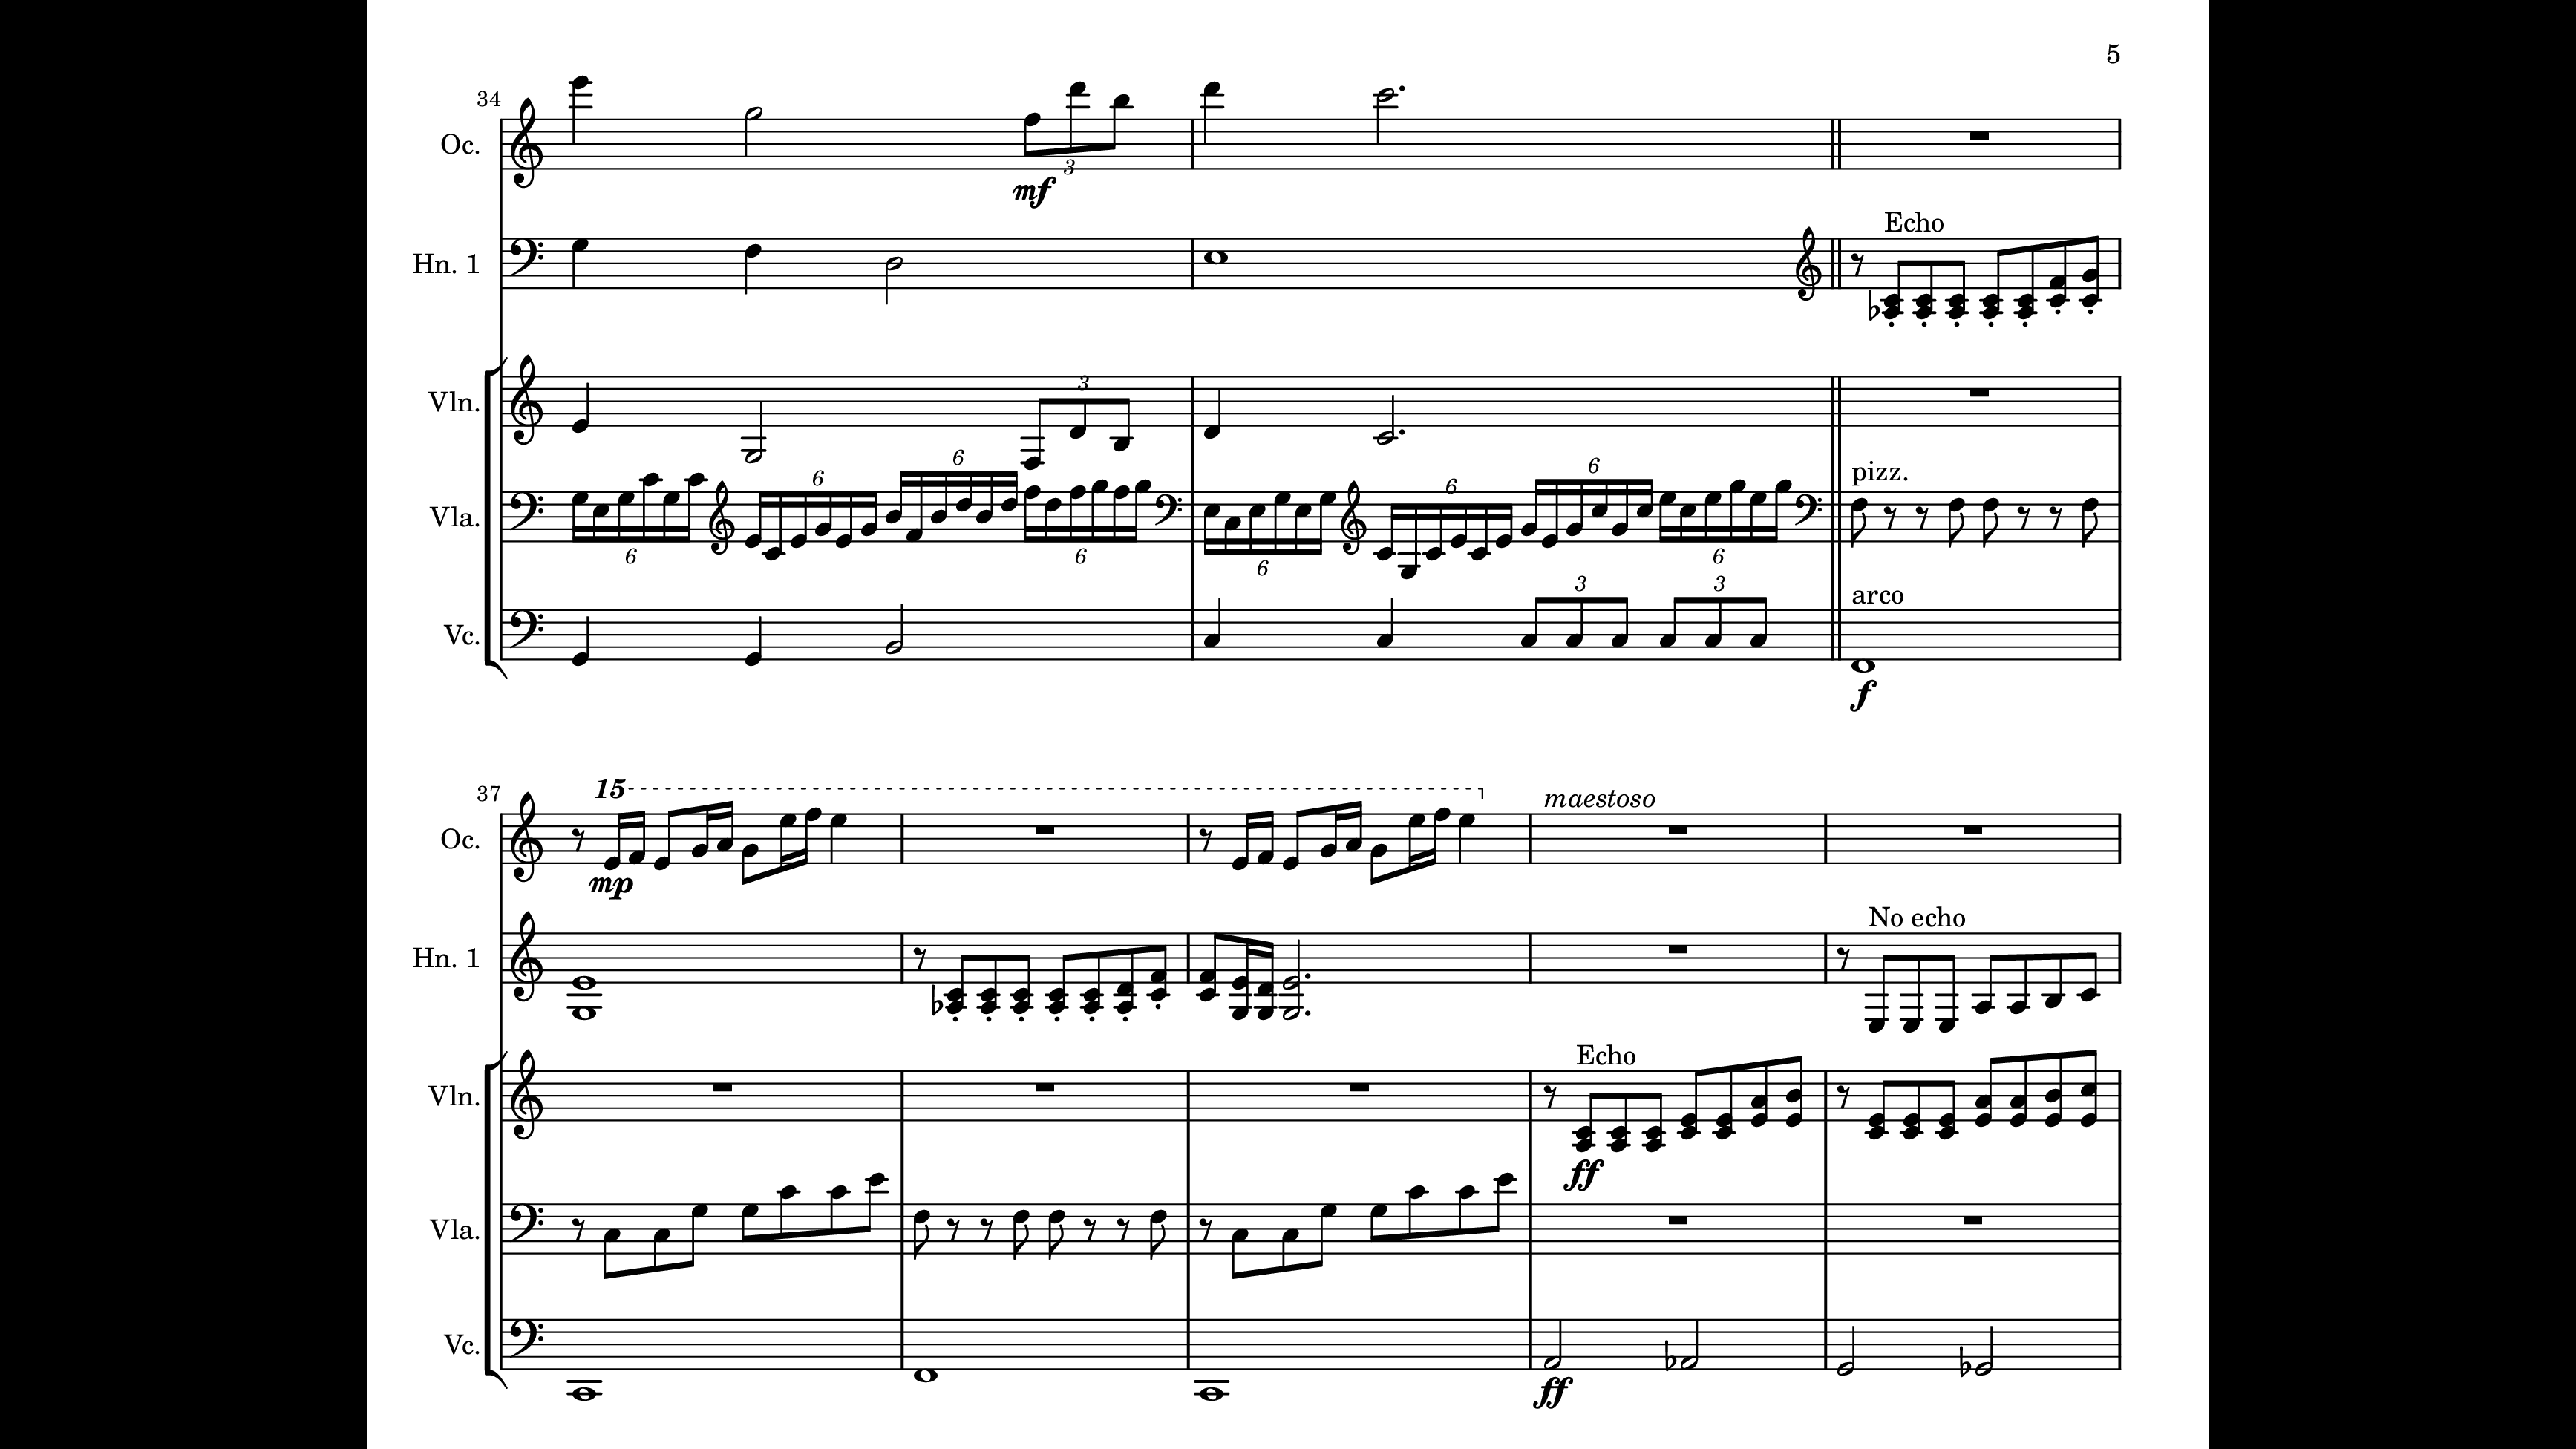 5
34
Oc.
3
mf
Echo
Hn. 1
3
Vln.
6 6
pizz.
6
6
Vla.
6 6
6 6
3 3
arco
Vc.
f
37
15
maestoso
Oc.
mp
No echo
Hn. 1
Echo
Vln.
ff
Vla.
Vc.
ff